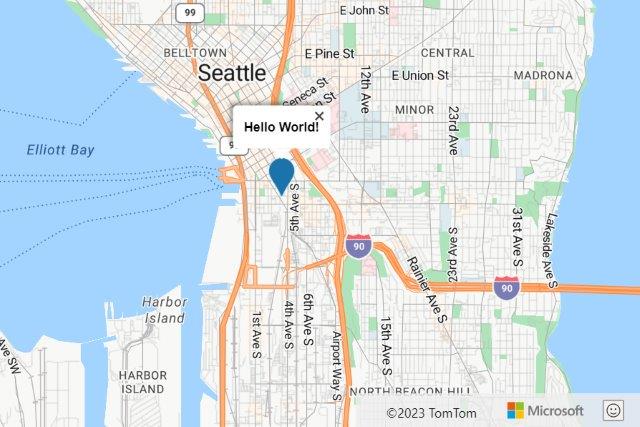 99
E John St
BELLTOWN
E Pine St
CENTRAL
Seattle
12th Ave
E Union St
MADRONA
Seneca St
MINOR
23rd Ave
×
Hello World!
Elliott Bay
5th Ave S
31st Ave S
Lakeside Ave S
23rd Ave S
90
Rainier Ave S
90
Harbor
Island
1st Ave S
4th Ave S
6th Ave S
Airport Way S
15th Ave S
Ave SW
HARBOR
ISLAND
NORTH BEACON HILL
©2023 TomTom
Microsoft